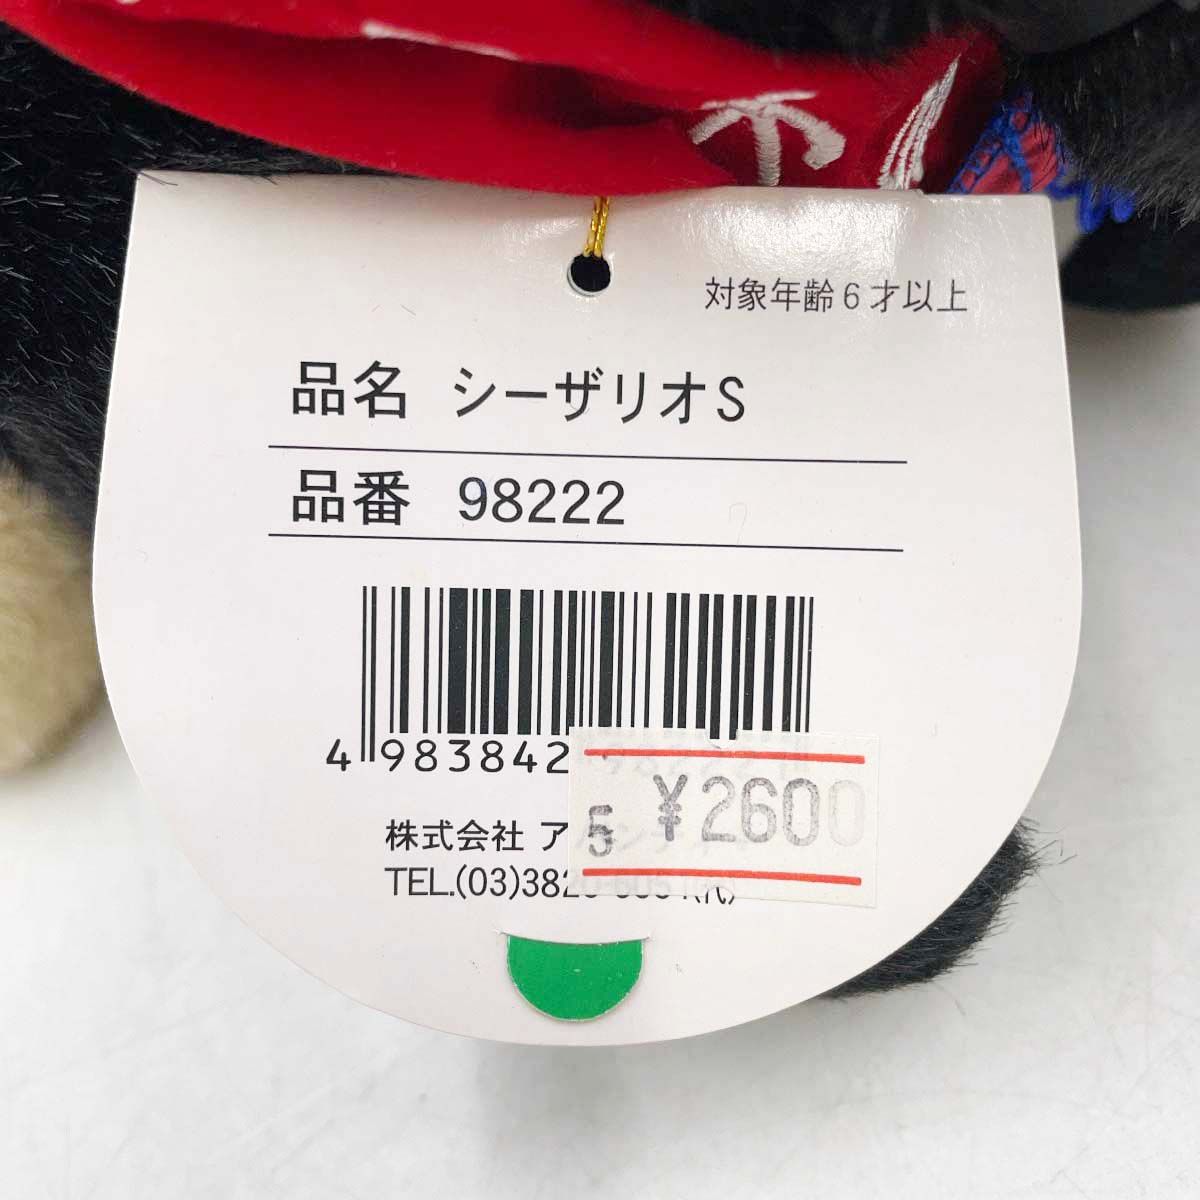 対象年齢6才以上
品名 シーザリオS
品番 98222
4 983842
5 ¥2600
株式会社 ア
TEL.(03)3820